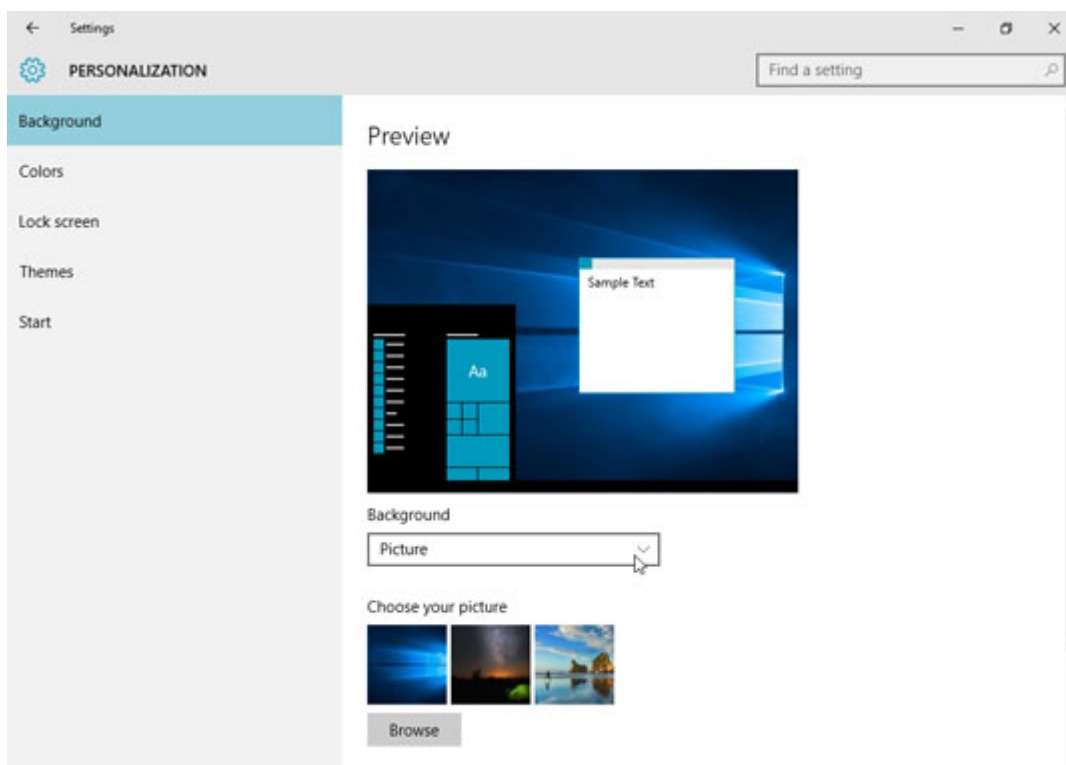 Settings
PERSONALIZATION
Find a setting
Background
Colors
Lock screen
Themes
Start
Preview
Sample Text
Aa
Background
Picture
Choose your picture
Browse